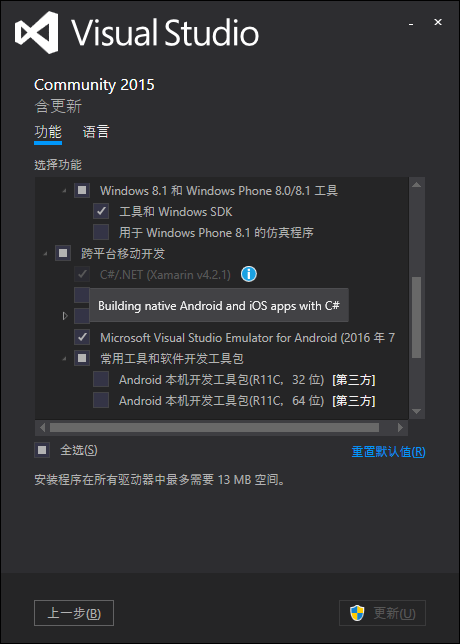 Visual Studio
Community 2015
含更新
功能 语言
选择功能
Windows 8.1 和 Windows Phone 8.0/8.1 工具
工具和 Windows SDK
用于 Windows Phone 8.1 的仿真程序
跨平台移动开发
C#/.NET (Xamarin v4.2.1)
Building native Android and iOS apps with C#
Microsoft Visual Studio Emulator for Android (2016 年 7
常用工具和软件开发工具包
Android 本机开发工具包(R11C，32 位) [第三方]
Android 本机开发工具包(R11C，64 位) [第三方]
全选(S) 重置默认值(R)
安装程序在所有驱动器中最多需要 13 MB 空间。
上一步(B) 更新(U)